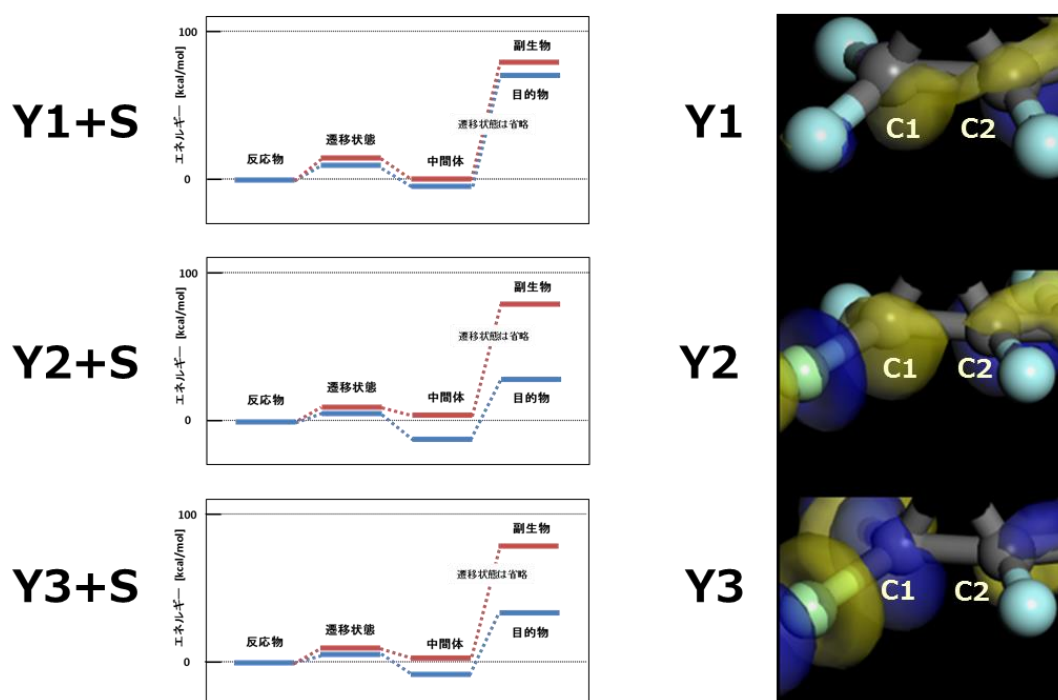 Y1+S
エネルギー [kcal/mol]
100
0
反応物
遷移状態
中間体
副生物
目的物
遷移状態は省略
Y1
C1 C2
Y2+S
エネルギー [kcal/mol]
100
0
反応物
遷移状態
中間体
副生物
遷移状態は省略
目的物
Y2
C1 C2
Y3+S
エネルギー [kcal/mol]
100
0
反応物
遷移状態
中間体
副生物
遷移状態は省略
目的物
Y3
C1 C2